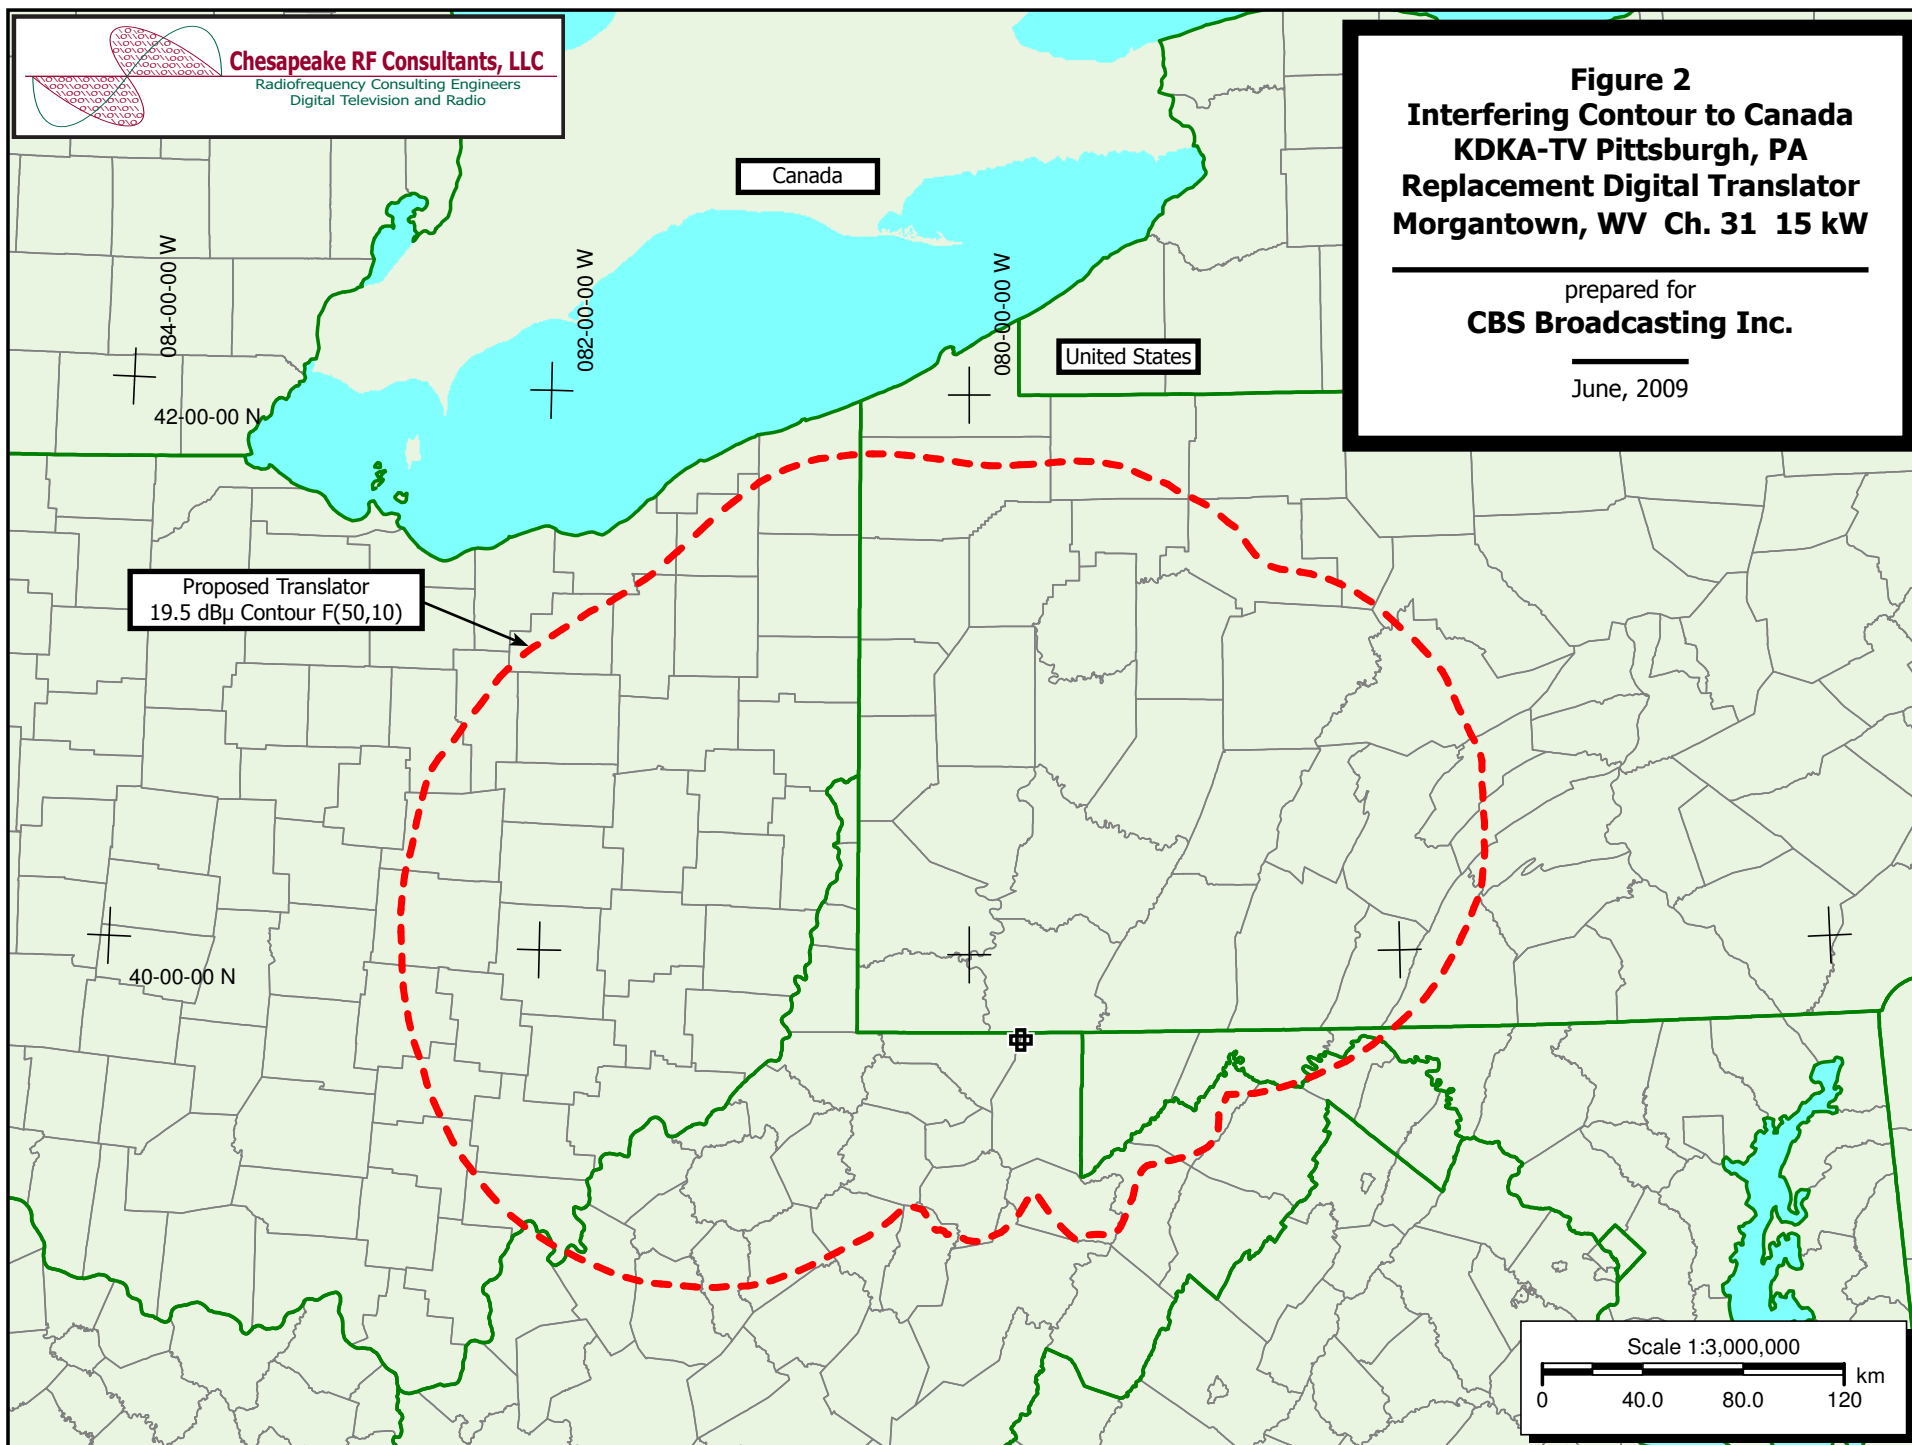 Chesapeake RF Consultants, LLC
Radiofrequency Consulting Engineers
Digital Television and Radio
Figure 2
Interfering Contour to Canada
KDKA-TV Pittsburgh, PA
Replacement Digital Translator
Morgantown, WV  Ch. 31  15 kW
prepared for
CBS Broadcasting Inc.
June, 2009
Canada
United States
084-00-00 W
082-00-00 W
080-00-00 W
42-00-00 N
Proposed Translator
19.5 dBµ Contour F(50,10)
40-00-00 N
Scale 1:3,000,000
km
0 40.0 80.0 120